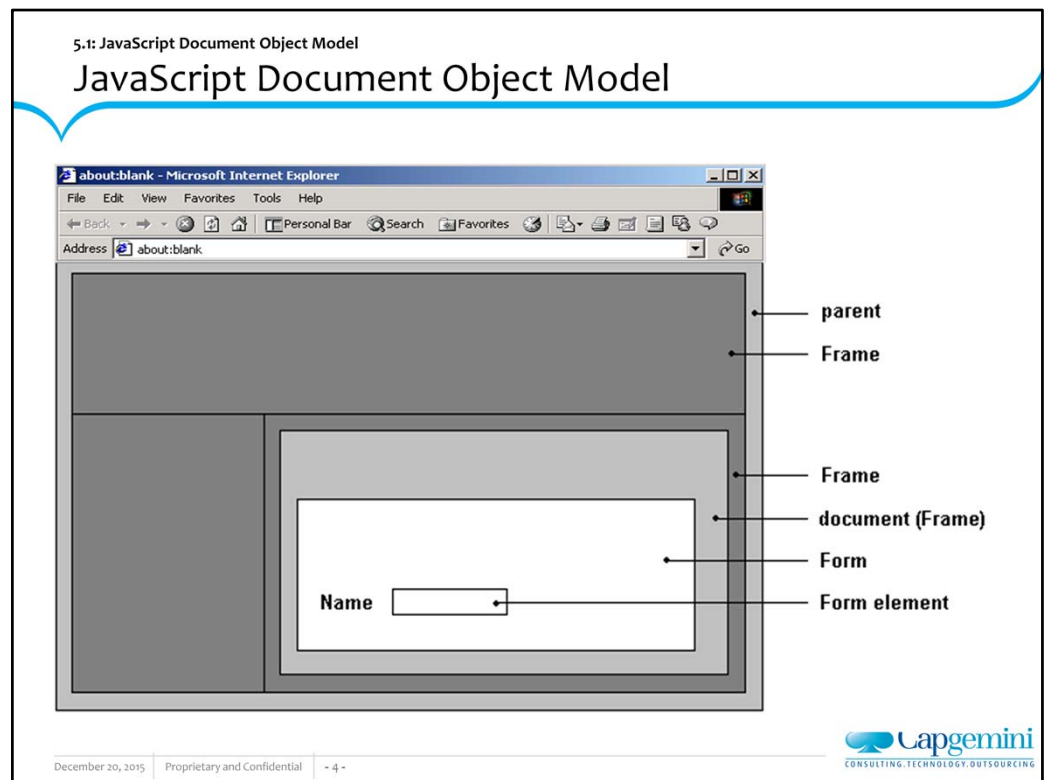 5.1: JavaScript Document Object Model
JavaScript Document Object Model
about:blank - Microsoft Internet Explorer
File Edit View Favorites Tools Help
Back Personal Bar Search Favorites
Address about:blank Go
parent
Frame
Frame
document (Frame)
Form
Name Form element
Capgemini
CONSULTING.TECHNOLOGY.OUTSOURCING
December 20, 2015 Proprietary and Confidential - 4 -